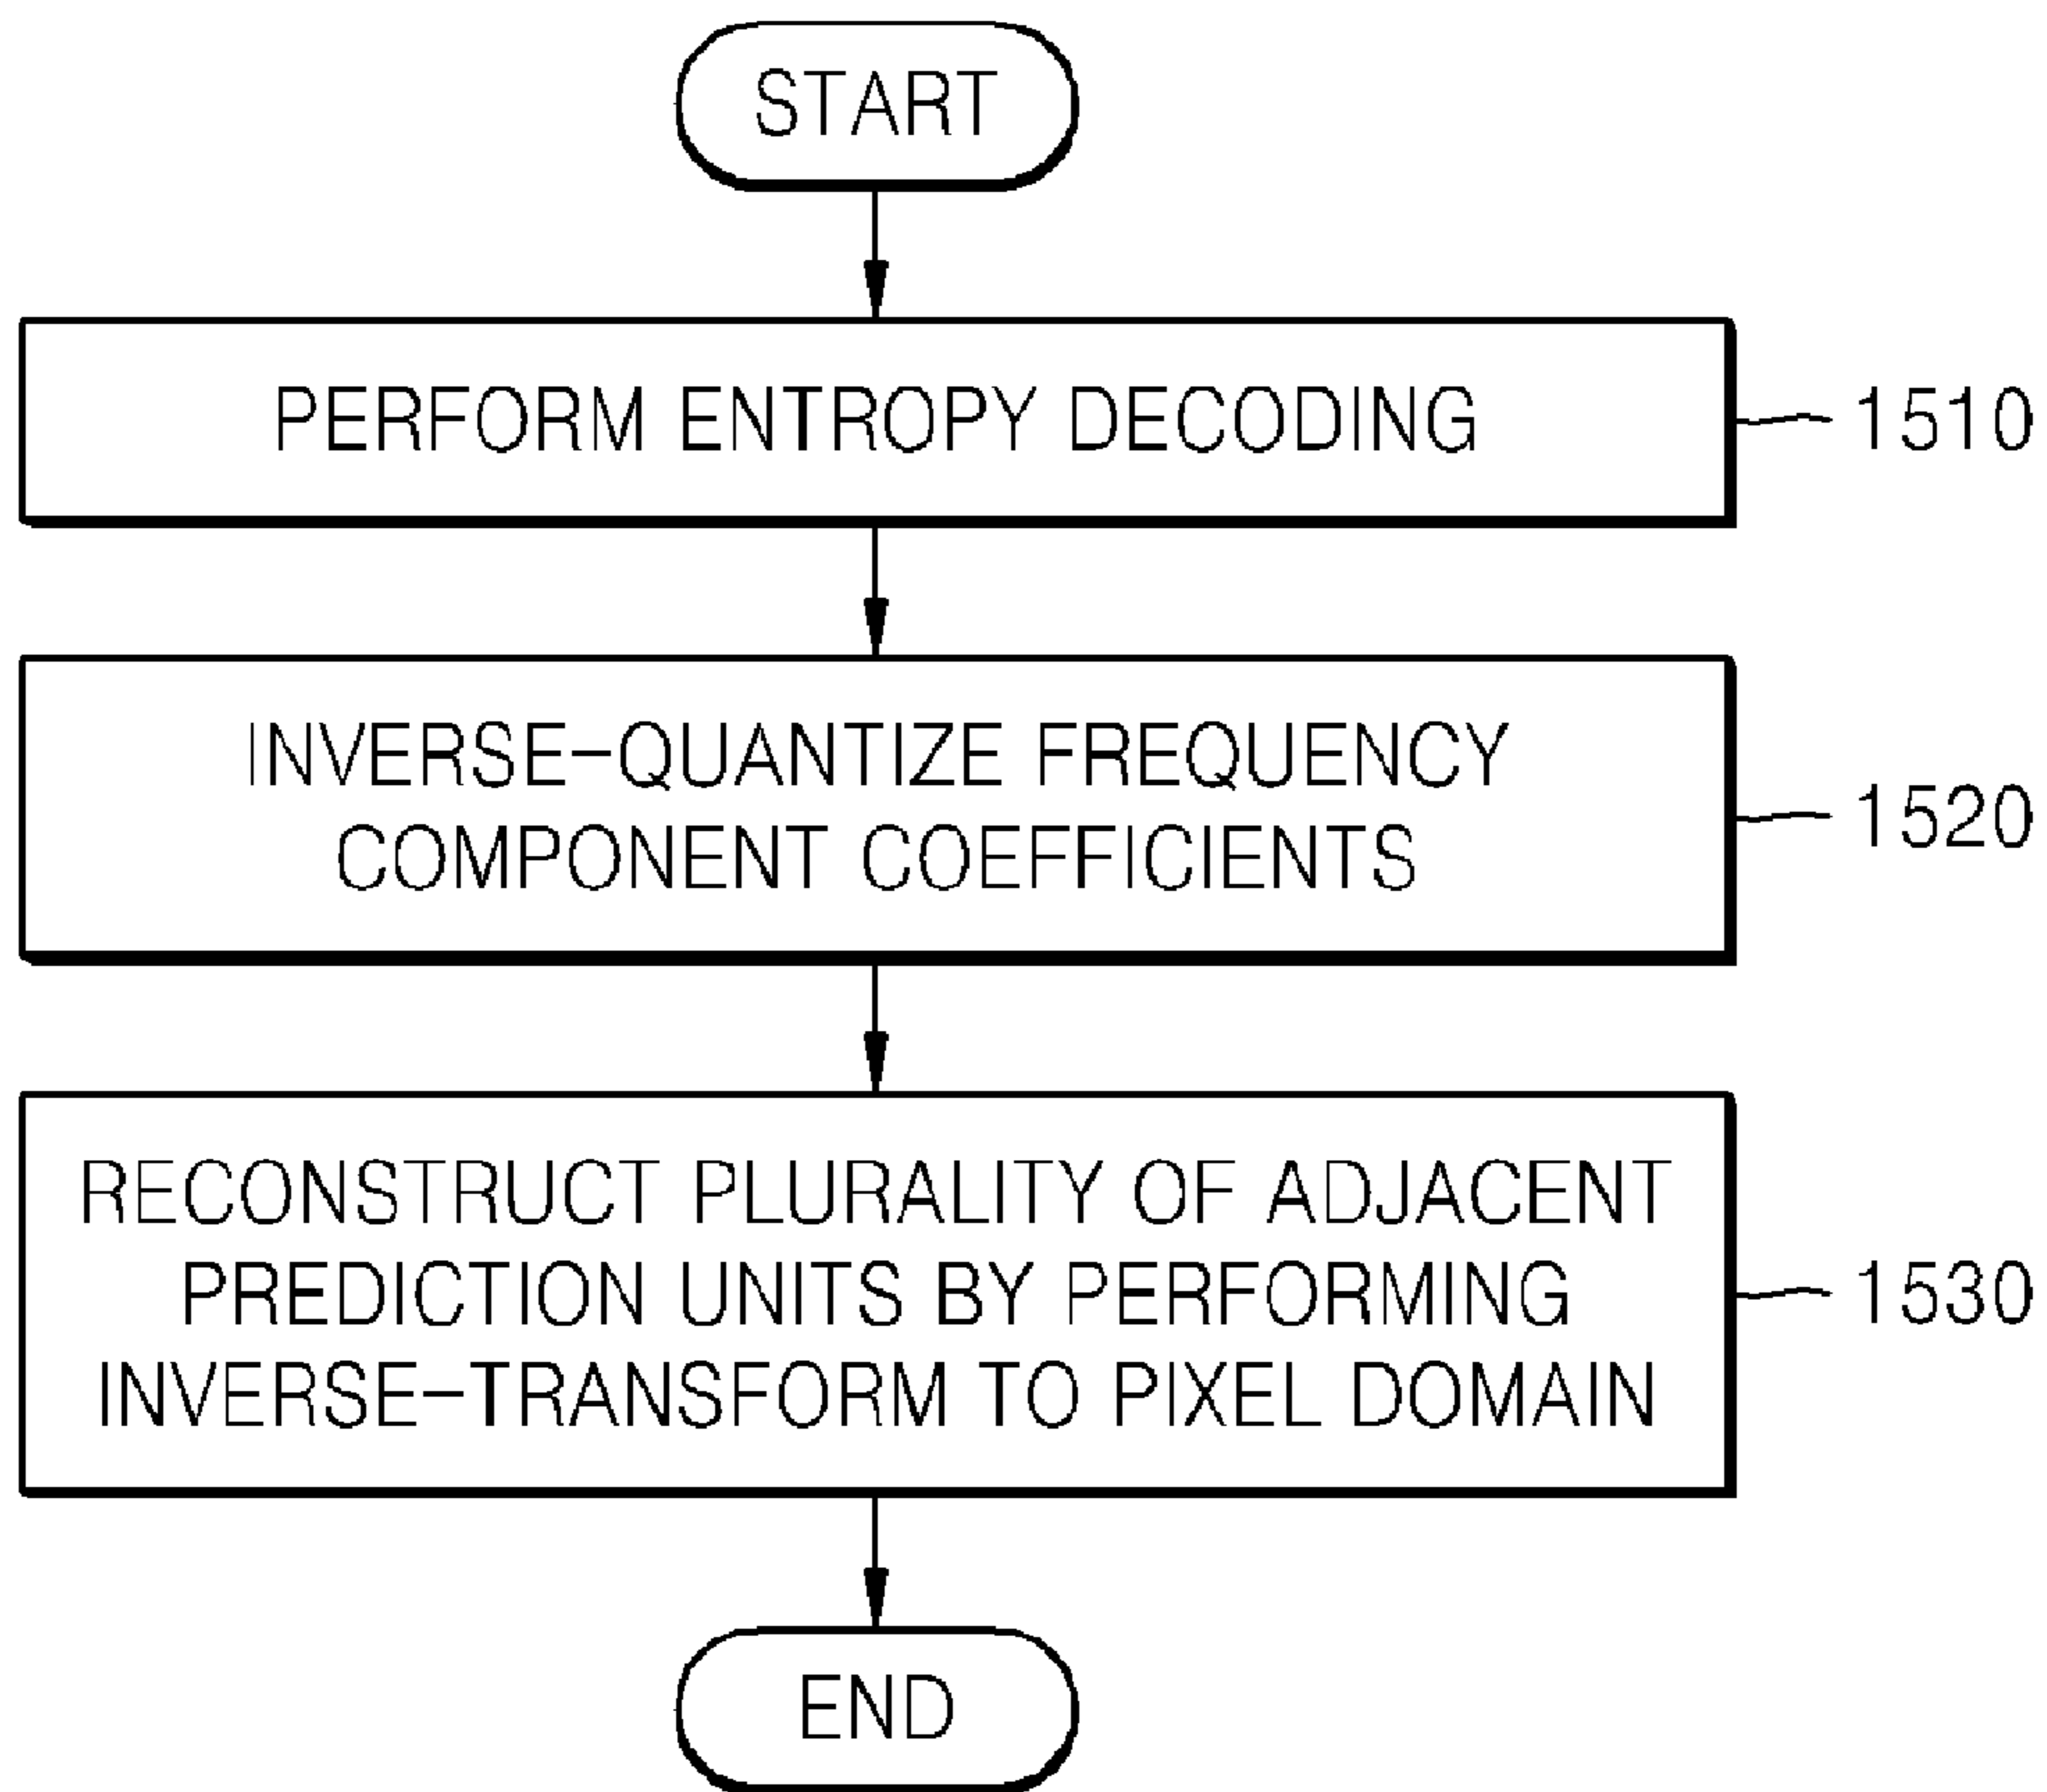 START
PERFORM ENTROPY DECODING
1510
INVERSE-QUANTIZE FREQUENCY
COMPONENT COEFFICIENTS
1520
RECONSTRUCT PLURALITY OF ADJACENT
PREDICTION UNITS BY PERFORMING
INVERSE-TRANSFORM TO PIXEL DOMAIN
1530
END